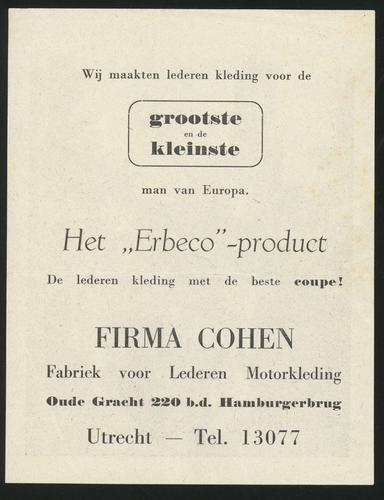 Wij maakten lederen kleding voor de
grootste
en de
kleinste
man van Europa.
Het „Erbeco”-product
De lederen kleding met de beste coupe!
FIRMA COHEN
Fabriek voor Lederen Motorkleding
Oude Gracht 220 b.d. Hamburgerbrug
Utrecht — Tel. 13077